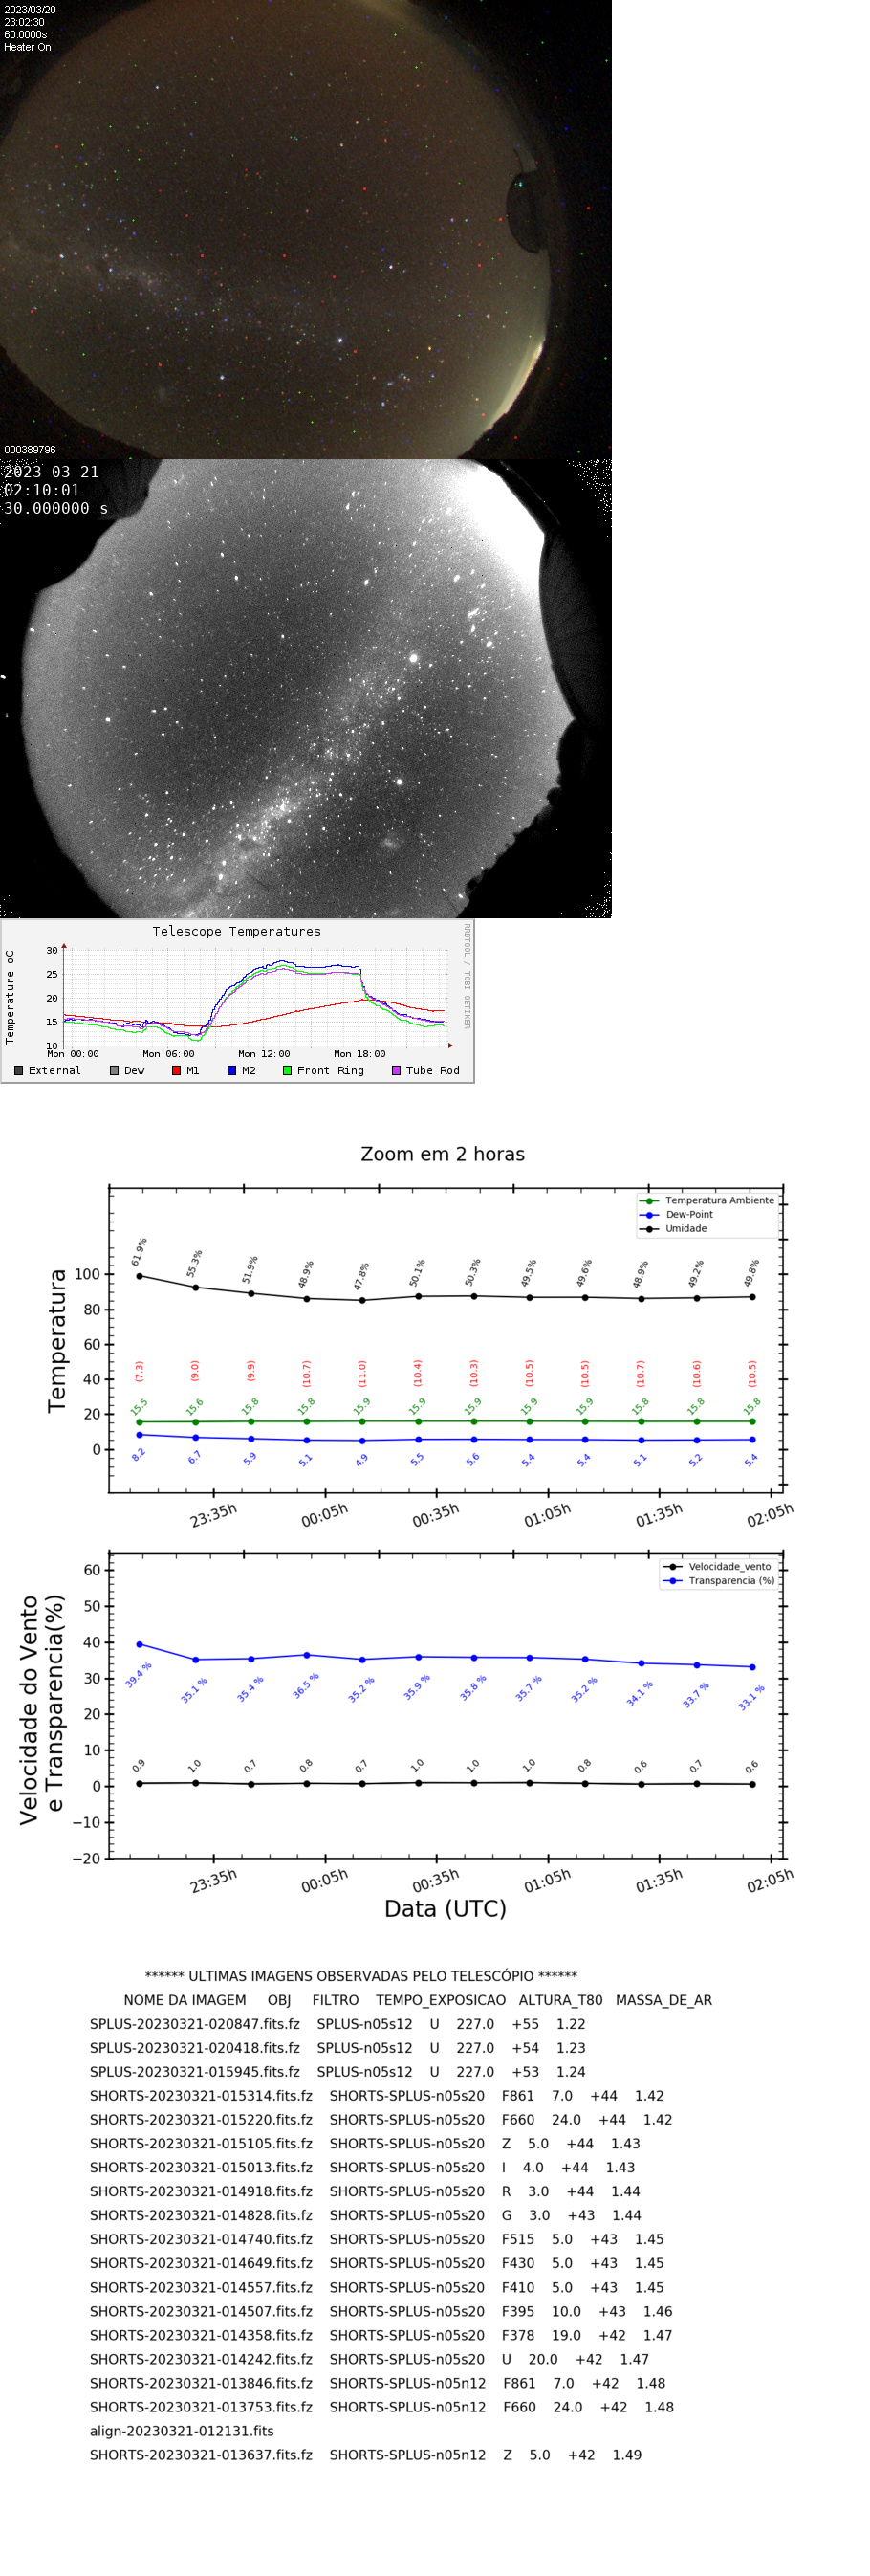 2023/03/20
23:02:30
60.0000s
Heater On
000389796
2023-03-21
02:10:01
30.000000 s
Telescope Temperatures
RRDTOOL / TOBI OETIKER
Temperature oC
30
25
20
15
10
Mon 00:00 Mon 06:00 Mon 12:00 Mon 18:00
External Dew M1 M2 Front Ring Tube Rod
Zoom em 2 horas
Temperatura Ambiente
Dew-Point
Umidade
Temperatura
100
80
60
40
20
0
61.9% 55.3% 51.9% 48.9% 47.8% 50.1% 50.3% 49.5% 49.6% 48.9% 49.2% 49.8%
(7.3) (9.0) (9.9) (10.7) (11.0) (10.4) (10.3) (10.5) (10.5) (10.7) (10.6) (10.5)
15.5 15.6 15.8 15.8 15.9 15.9 15.9 15.9 15.9 15.8 15.8 15.8
8.2 6.7 5.9 5.1 4.9 5.5 5.6 5.4 5.4 5.1 5.2 5.4
23:35h 00:05h 00:35h 01:05h 01:35h 02:05h
Velocidade_vento
Transparencia (%)
Velocidade do Vento
e Transparencia(%)
60
50
40
30
20
10
0
−10
−20
39.4 % 35.1 % 35.4 % 36.5 % 35.2 % 35.9 % 35.8 % 35.7 % 35.2 % 34.1 % 33.7 % 33.1 %
0.9 1.0 0.7 0.8 0.7 1.0 1.0 1.0 0.8 0.6 0.7 0.6
23:35h 00:05h 00:35h 01:05h 01:35h 02:05h
Data (UTC)
****** ULTIMAS IMAGENS OBSERVADAS PELO TELESCÓPIO ******
NOME DA IMAGEM OBJ FILTRO TEMPO_EXPOSICAO ALTURA_T80 MASSA_DE_AR
SPLUS-20230321-020847.fits.fz SPLUS-n05s12 U 227.0 +55 1.22
SPLUS-20230321-020418.fits.fz SPLUS-n05s12 U 227.0 +54 1.23
SPLUS-20230321-015945.fits.fz SPLUS-n05s12 U 227.0 +53 1.24
SHORTS-20230321-015314.fits.fz SHORTS-SPLUS-n05s20 F861 7.0 +44 1.42
SHORTS-20230321-015220.fits.fz SHORTS-SPLUS-n05s20 F660 24.0 +44 1.42
SHORTS-20230321-015105.fits.fz SHORTS-SPLUS-n05s20 Z 5.0 +44 1.43
SHORTS-20230321-015013.fits.fz SHORTS-SPLUS-n05s20 I 4.0 +44 1.43
SHORTS-20230321-014918.fits.fz SHORTS-SPLUS-n05s20 R 3.0 +44 1.44
SHORTS-20230321-014828.fits.fz SHORTS-SPLUS-n05s20 G 3.0 +43 1.44
SHORTS-20230321-014740.fits.fz SHORTS-SPLUS-n05s20 F515 5.0 +43 1.45
SHORTS-20230321-014649.fits.fz SHORTS-SPLUS-n05s20 F430 5.0 +43 1.45
SHORTS-20230321-014557.fits.fz SHORTS-SPLUS-n05s20 F410 5.0 +43 1.45
SHORTS-20230321-014507.fits.fz SHORTS-SPLUS-n05s20 F395 10.0 +43 1.46
SHORTS-20230321-014358.fits.fz SHORTS-SPLUS-n05s20 F378 19.0 +42 1.47
SHORTS-20230321-014242.fits.fz SHORTS-SPLUS-n05s20 U 20.0 +42 1.47
SHORTS-20230321-013846.fits.fz SHORTS-SPLUS-n05n12 F861 7.0 +42 1.48
SHORTS-20230321-013753.fits.fz SHORTS-SPLUS-n05n12 F660 24.0 +42 1.48
align-20230321-012131.fits
SHORTS-20230321-013637.fits.fz SHORTS-SPLUS-n05n12 Z 5.0 +42 1.49